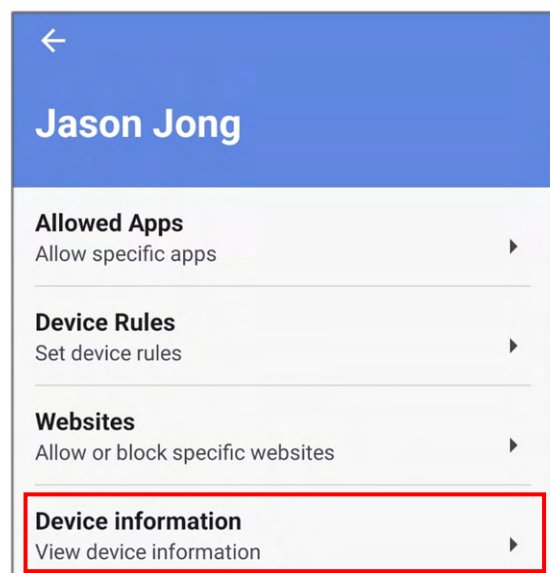 Jason Jong
Allowed Apps
Allow specific apps
Device Rules
Set device rules
Websites
Allow or block specific websites
Device information
View device information